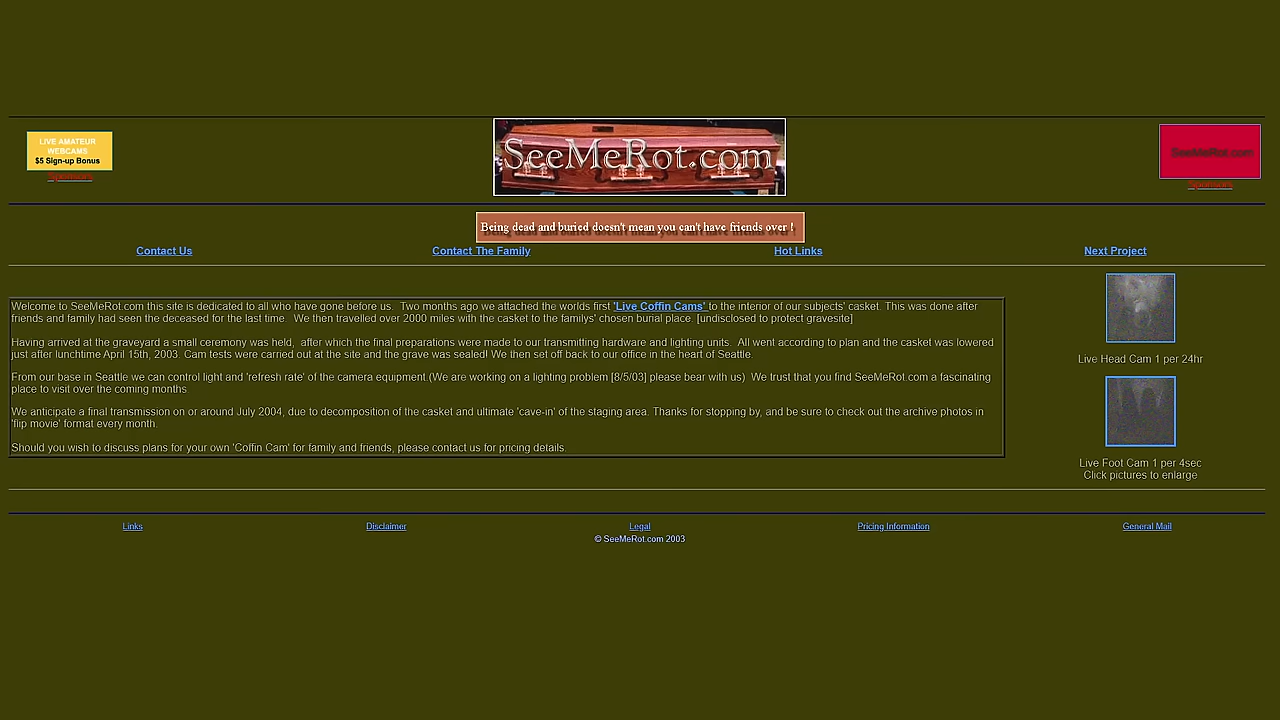 LIVE AMATEUR
WEBCAMS
$5 Sign-up Bonus
Sponsors
SeeMeRot.com
SeeMeRot.com
Sponsors
Being dead and buried doesn't mean you can't have friends over !
Contact Us
Contact The Family
Hot Links
Next Project
Welcome to SeeMeRot.com this site is dedicated to all who have gone before us.  Two months ago we attached the worlds first 'Live Coffin Cams' to the interior of our subjects' casket. This was done after
friends and family had seen the deceased for the last time.  We then travelled over 2000 miles with the casket to the familys' chosen burial place. [undisclosed to protect gravesite]
Having arrived at the graveyard a small ceremony was held,  after which the final preparations were made to our transmitting hardware and lighting units.  All went according to plan and the casket was lowered
just after lunchtime April 15th, 2003. Cam tests were carried out at the site and the grave was sealed! We then set off back to our office in the heart of Seattle.
From our base in Seattle we can control light and 'refresh rate' of the camera equipment.(We are working on a lighting problem [8/5/03] please bear with us)  We trust that you find SeeMeRot.com a fascinating
place to visit over the coming months.
We anticipate a final transmission on or around July 2004, due to decomposition of the casket and ultimate 'cave-in' of the staging area. Thanks for stopping by, and be sure to check out the archive photos in
'flip movie' format every month.
Should you wish to discuss plans for your own 'Coffin Cam' for family and friends, please contact us for pricing details.
Live Head Cam 1 per 24hr
Live Foot Cam 1 per 4sec
Click pictures to enlarge
Links
Disclaimer
Legal
Pricing Information
General Mail
© SeeMeRot.com 2003